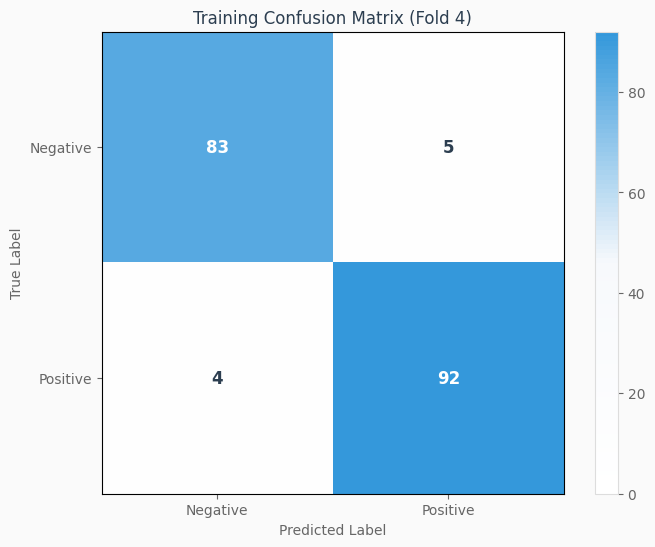 Training Confusion Matrix (Fold 4)
True Label
Negative
Positive
83
5
4
92
Negative
Positive
Predicted Label
80
60
40
20
0